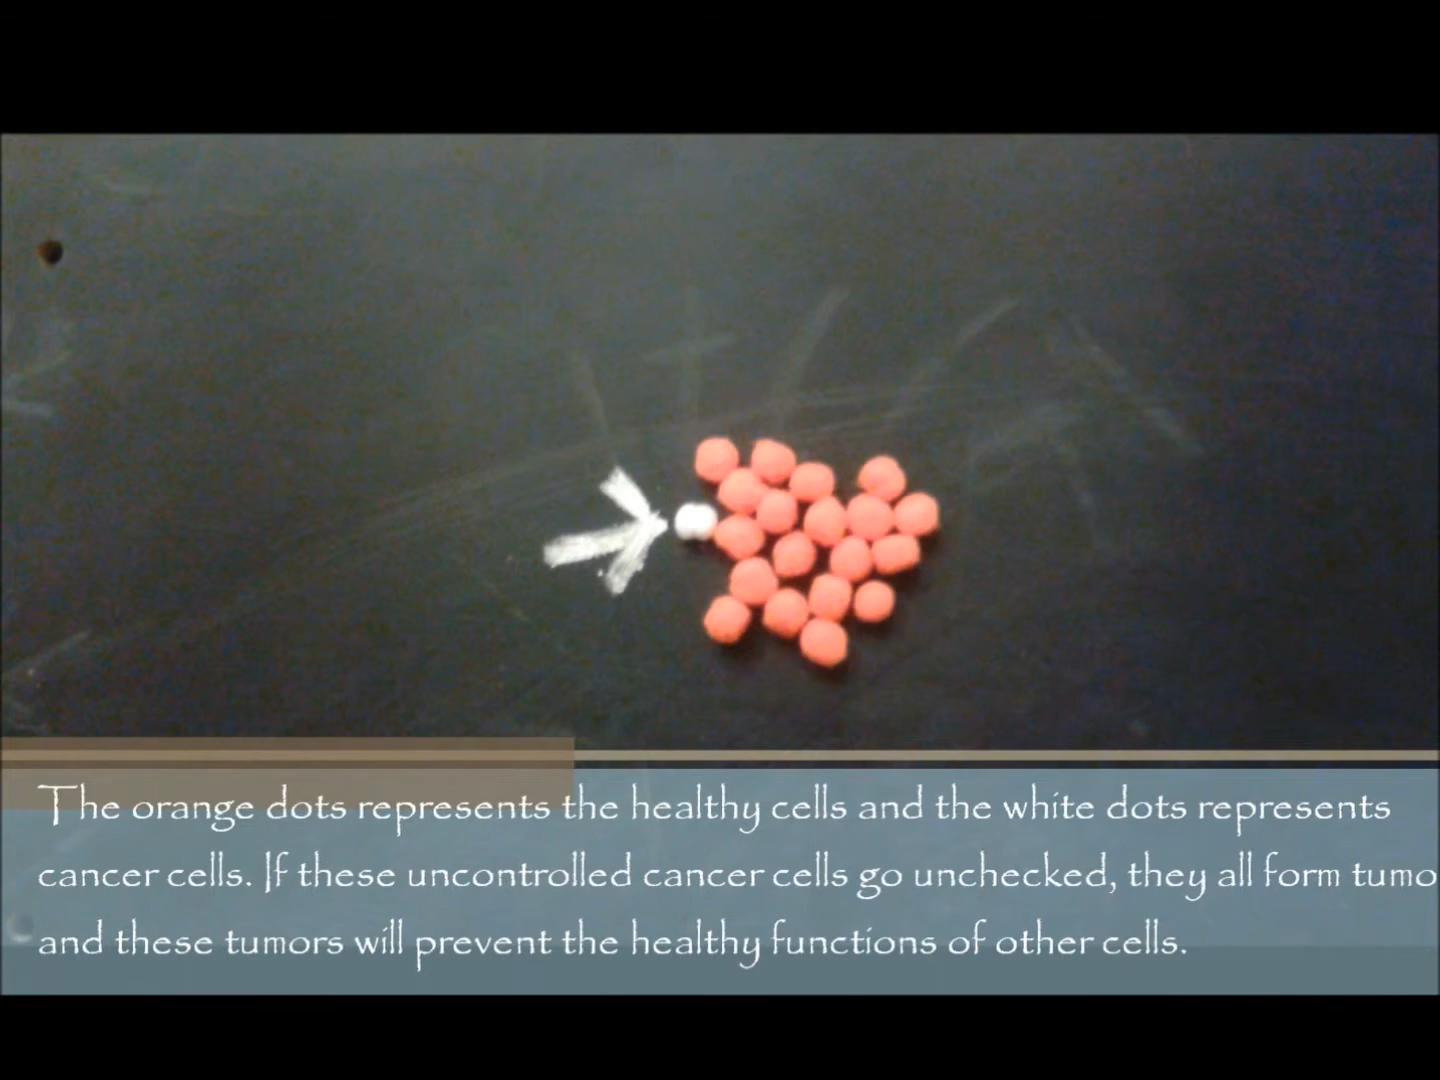 The orange dots represents the healthy cells and the white dots represents
cancer cells. If these uncontrolled cancer cells go unchecked, they all form tumo
and these tumors will prevent the healthy functions of other cells.